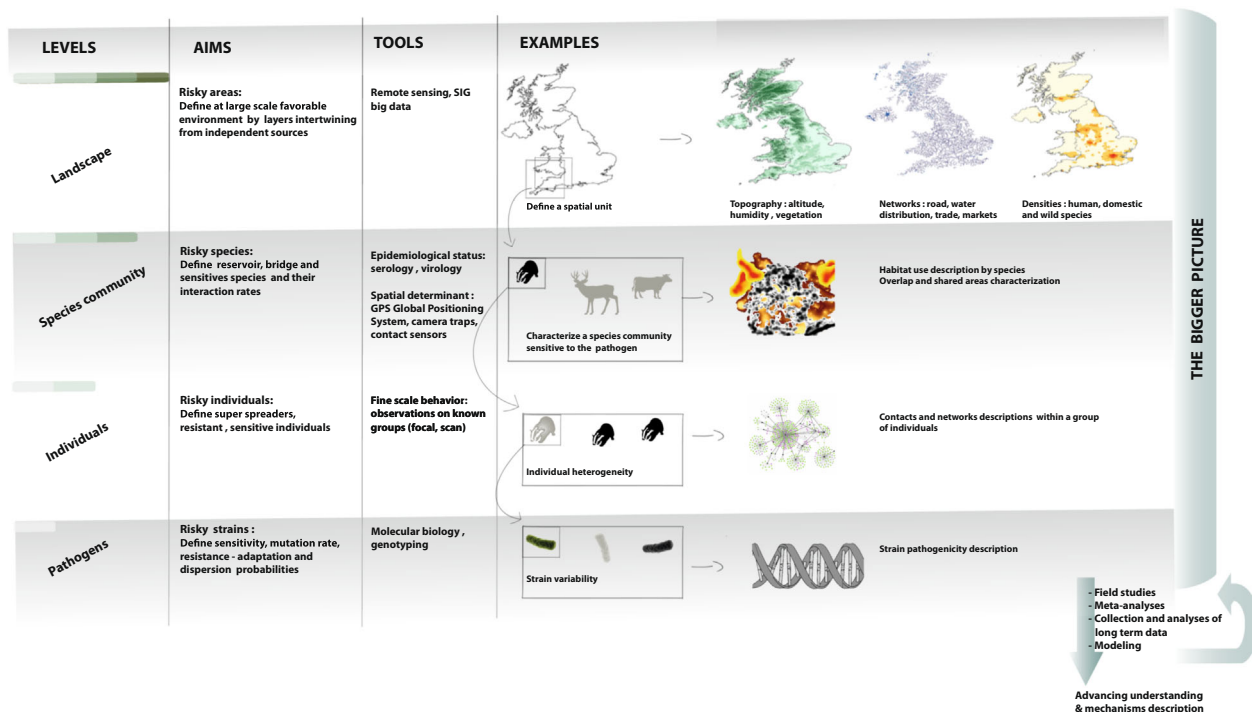 LEVELS
AIMS
TOOLS
EXAMPLES
Landscape
Risky areas:
Define at large scale favorable
environment by layers intertwining
from independent sources
Remote sensing, SIG
big data
Define a spatial unit
Topography : altitude,
humidity , vegetation
Networks : road, water
distribution, trade, markets
Densities : human, domestic
and wild species
Species community
Risky species:
Define reservoir, bridge and
sensitives species and their
interaction rates
Epidemiological status:
serology , virology
Spatial determinant :
GPS Global Positioning
System, camera traps,
contact sensors
Characterize a species community
sensitive to the pathogen
Habitat use description by species
Overlap and shared areas characterization
Individuals
Risky individuals:
Define super spreaders,
resistant , sensitive individuals
Fine scale behavior:
observations on known
groups (focal, scan)
Individual heterogeneity
Contacts and networks descriptions within a group
of individuals
Pathogens
Risky strains :
Define sensitivity, mutation rate,
resistance - adaptation and
dispersion probabilities
Molecular biology ,
genotyping
Strain variability
Strain pathogenicity description
THE BIGGER PICTURE
- Field studies
- Meta-analyses
- Collection and analyses of
long term data
- Modeling
Advancing understanding
& mechanisms description